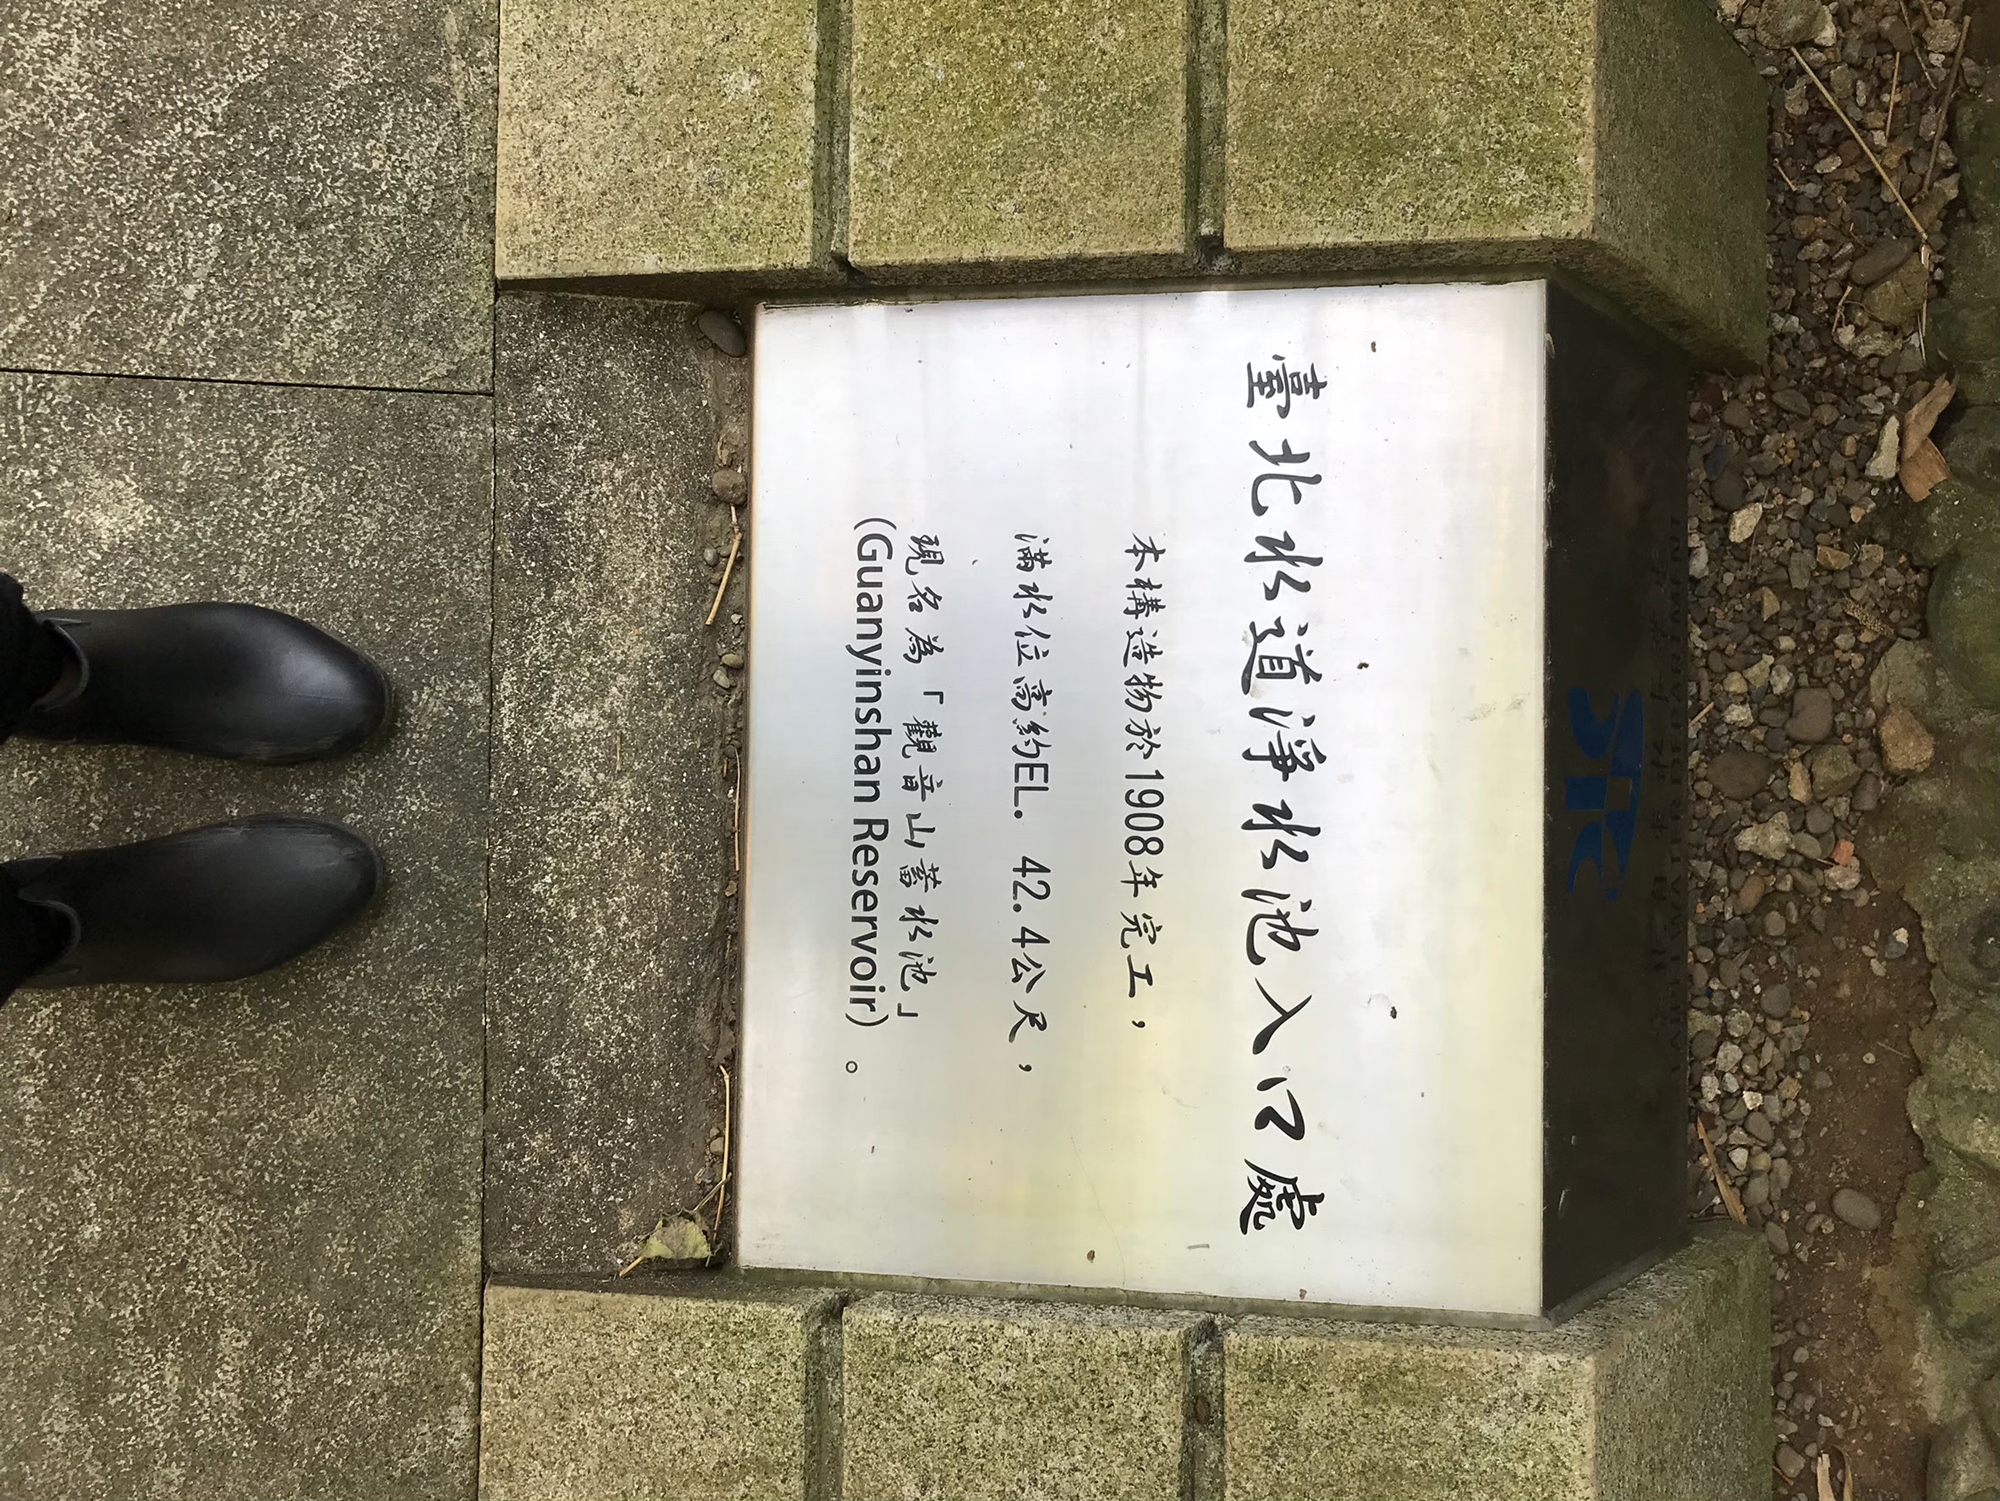 臺北水道淨水池入口處
本構造物於1908年完工，
滿水位高約EL. 42.4公尺，
現名為「觀音山蓄水池」
(Guanyinshan Reservoir)。